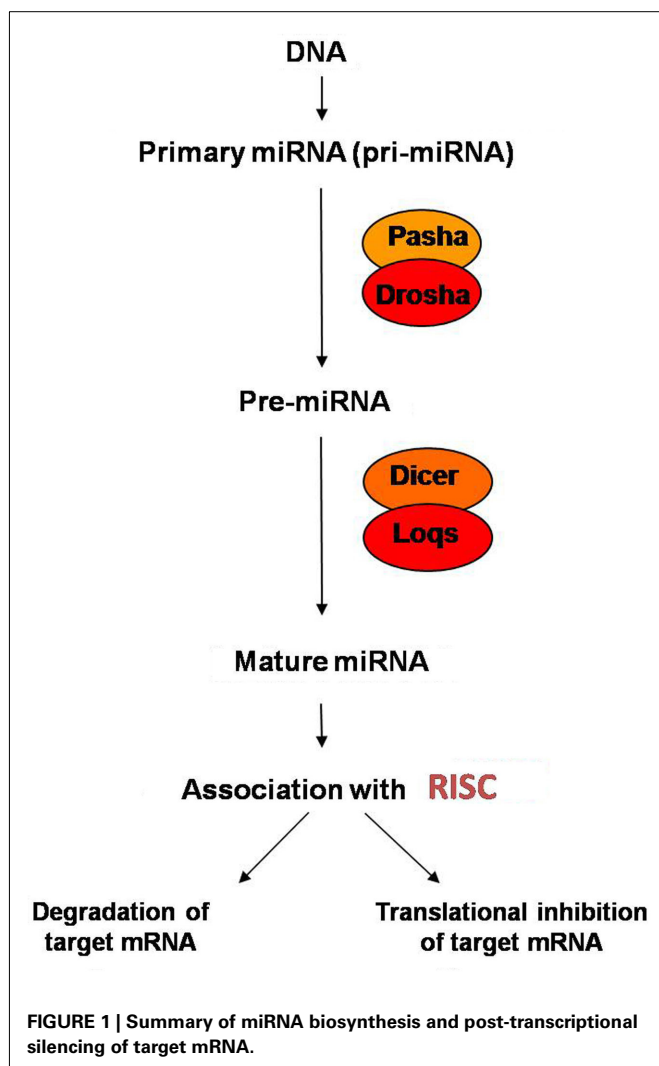 DNA
Primary miRNA (pri-miRNA)
Pasha
Drosha
Pre-miRNA
Dicer
Loqs
Mature miRNA
Association with RISC
Degradation of
target mRNA
Translational inhibition
of target mRNA
FIGURE 1 | Summary of miRNA biosynthesis and post-transcriptional
silencing of target mRNA.